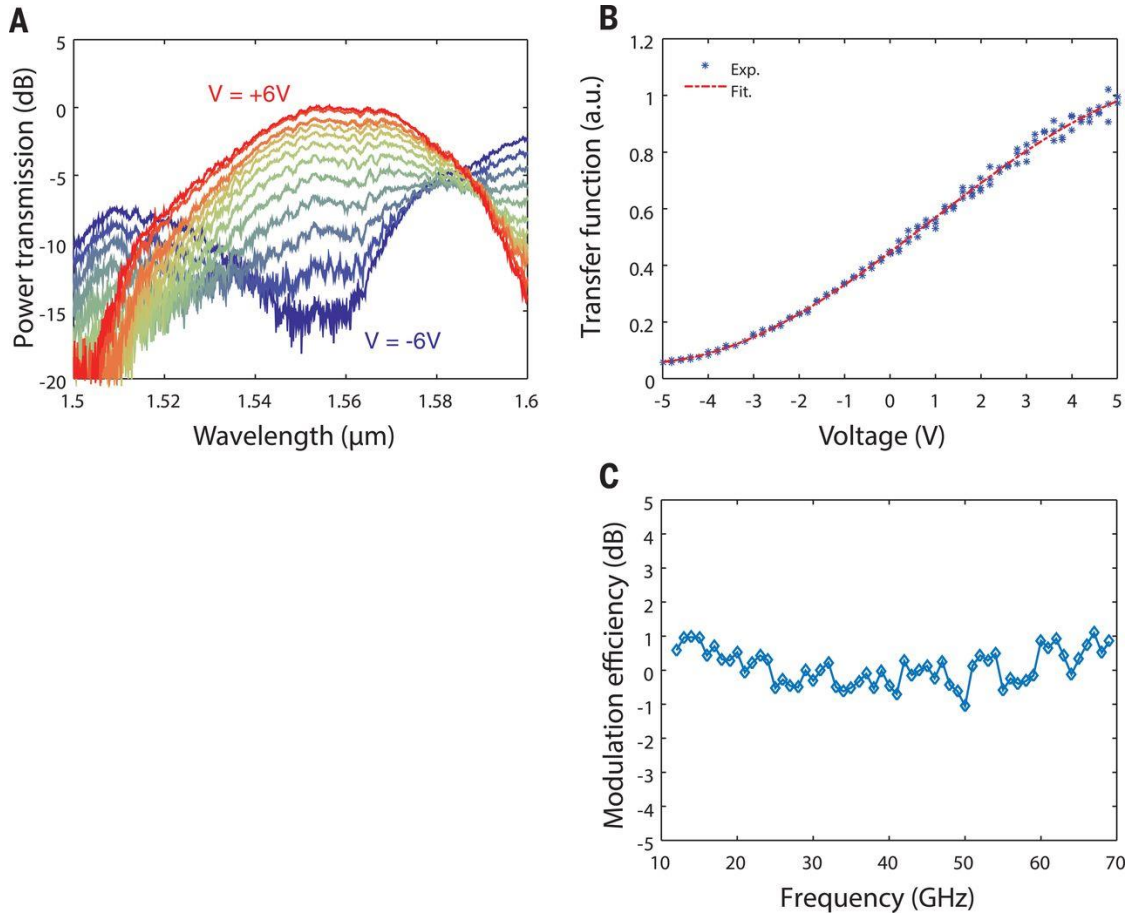 A
Power transmission (dB)
5
0
-5
-10
-15
-20
V = +6V
V = -6V
1.5 1.52 1.54 1.56 1.58 1.6
Wavelength (µm)
B
Transfer function (a.u.)
1.2
1
0.8
0.6
0.4
0.2
0
Exp.
Fit.
-5 -4 -3 -2 -1 0 1 2 3 4 5
Voltage (V)
C
Modulation efficiency (dB)
5
4
3
2
1
0
-1
-2
-3
-4
-5
10 20 30 40 50 60 70
Frequency (GHz)